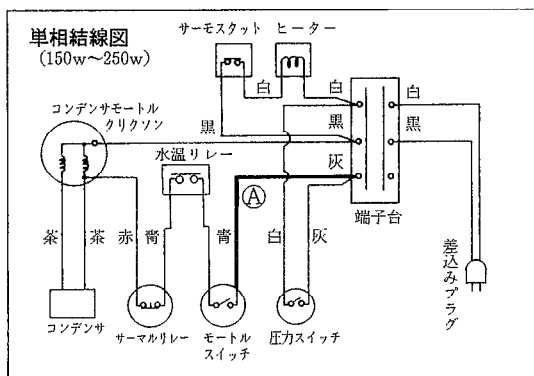 単相結線図
(150w〜250w)
サーモスタット
ヒーター
白
白
白
コンデンサモートル
クリクソン
黒
黒
黒
水温リレー
灰
Ⓐ
端子台
茶
茶
赤
青
青
白
灰
差込みプラグ
コンデンサ
サーマルリレー
モートル
スイッチ
圧力スイッチ